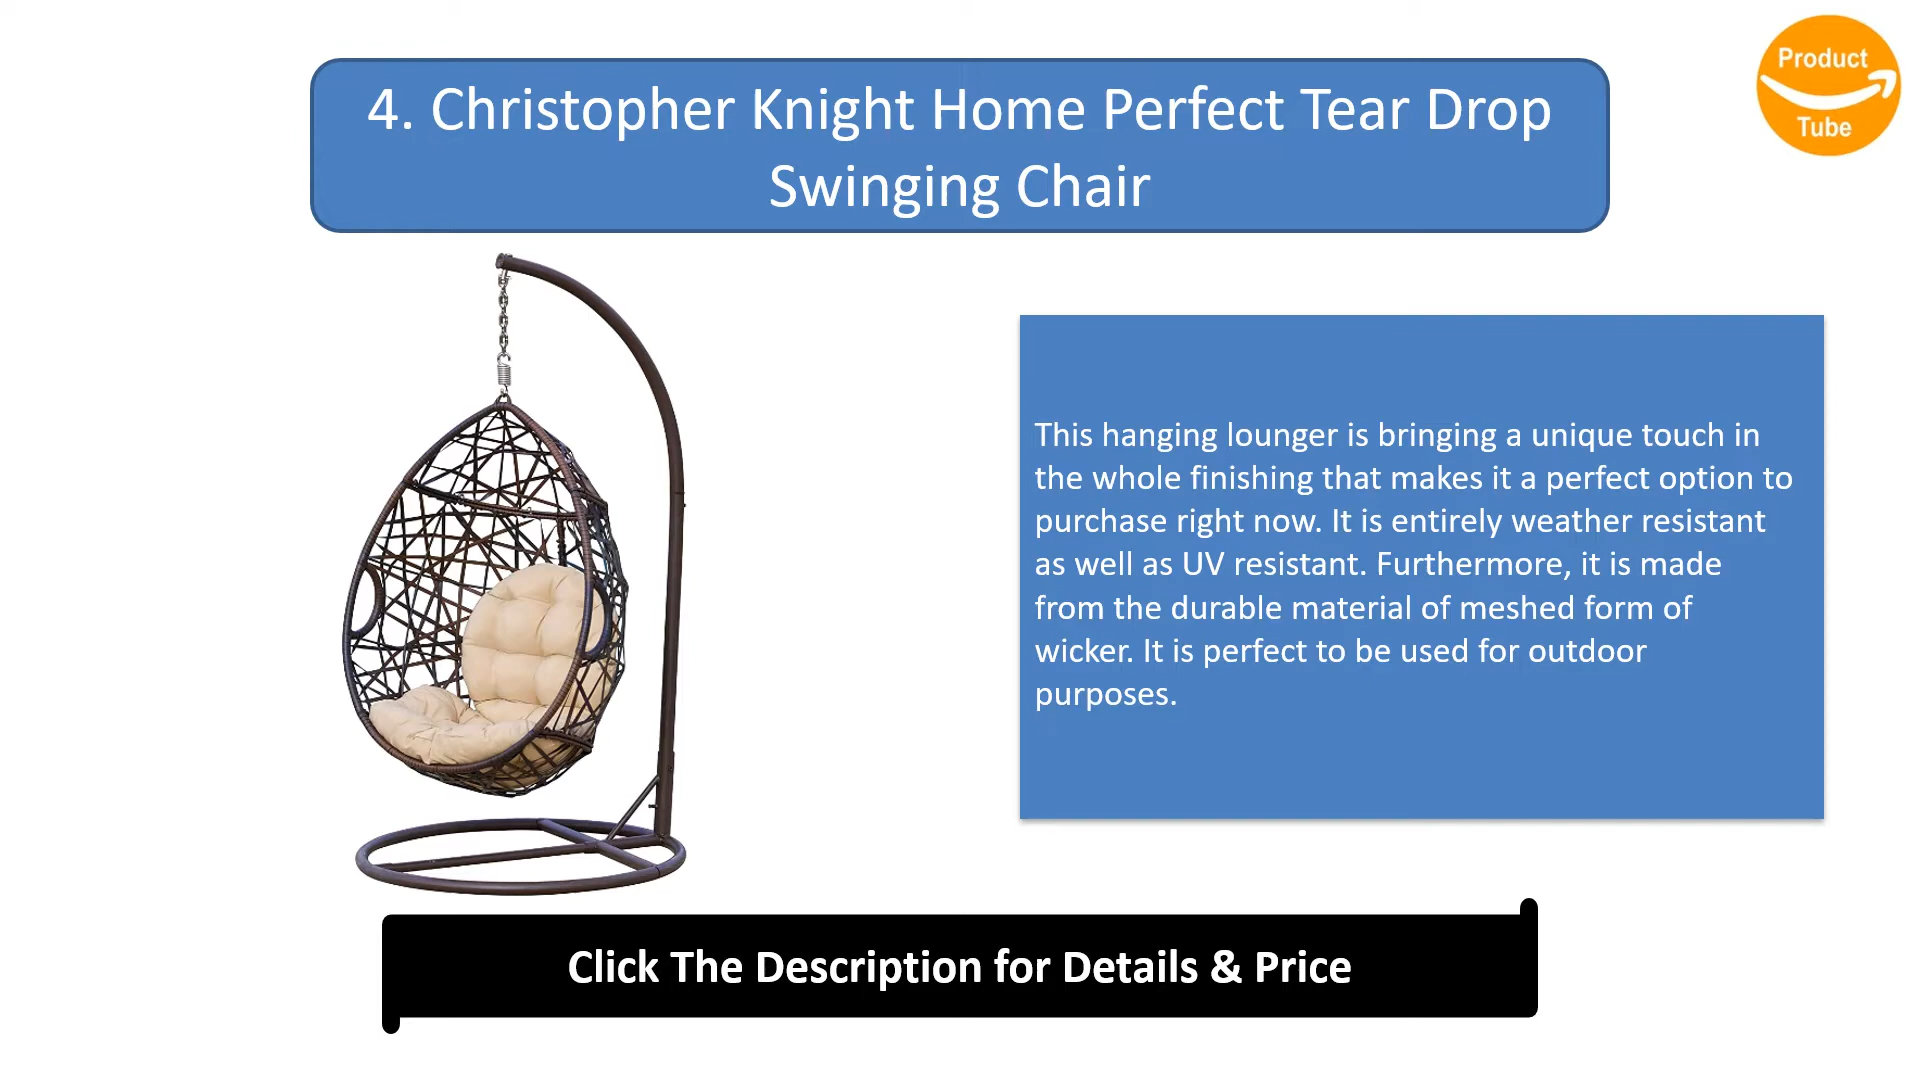 Product
Tube
4. Christopher Knight Home Perfect Tear Drop
Swinging Chair
This hanging lounger is bringing a unique touch in
the whole finishing that makes it a perfect option to
purchase right now. It is entirely weather resistant
as well as UV resistant. Furthermore, it is made
from the durable material of meshed form of
wicker. It is perfect to be used for outdoor
purposes.
Click The Description for Details & Price